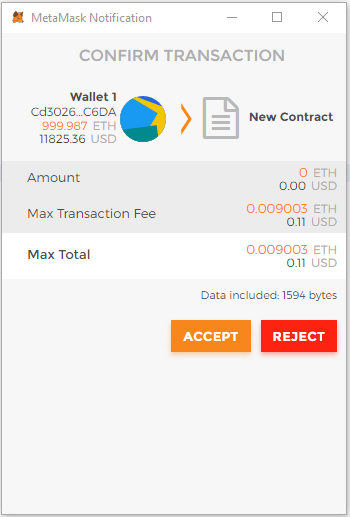 MetaMask Notification
CONFIRM TRANSACTION
Wallet 1
Cd3026...C6DA
999.987 ETH
11825.36 USD
New Contract
Amount
0 ETH
0.00 USD
Max Transaction Fee
0.009003 ETH
0.11 USD
Max Total
0.009003 ETH
0.11 USD
Data included: 1594 bytes
ACCEPT REJECT